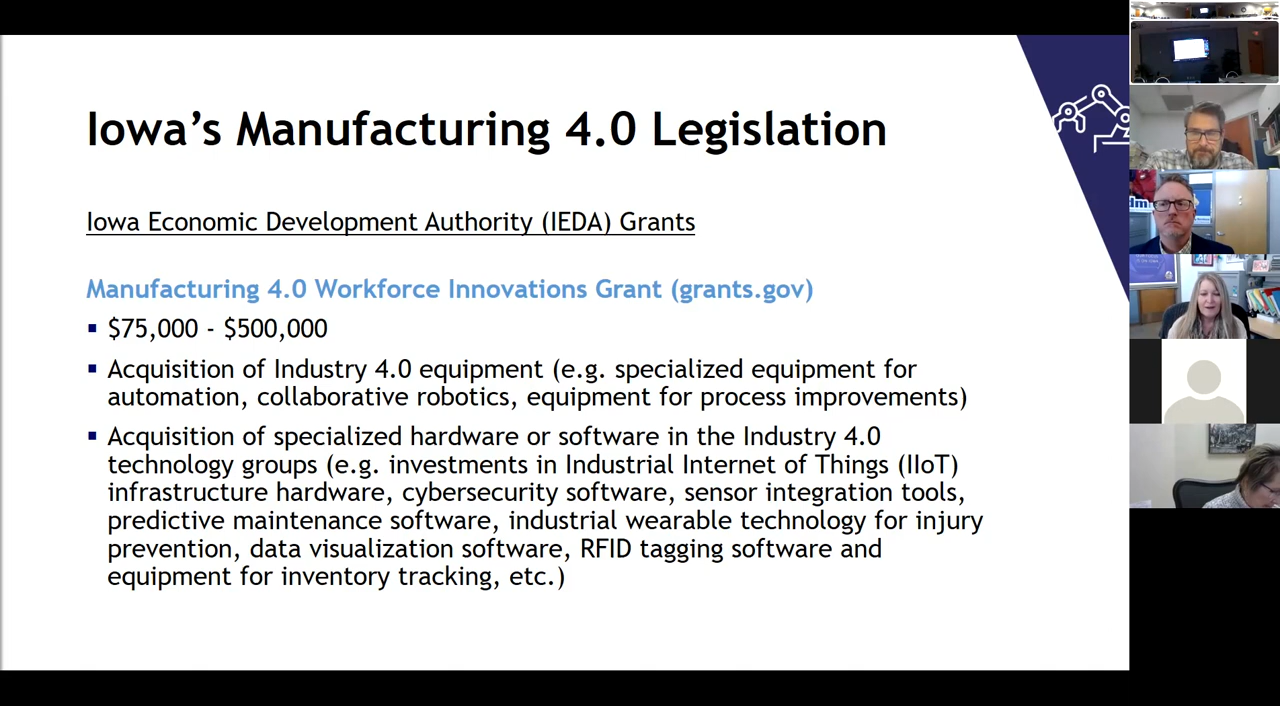 Iowa's Manufacturing 4.0 Legislation
Iowa Economic Development Authority (IEDA) Grants
Manufacturing 4.0 Workforce Innovations Grant (grants.gov)
▪ $75,000 - $500,000
▪ Acquisition of Industry 4.0 equipment (e.g. specialized equipment for
automation, collaborative robotics, equipment for process improvements)
▪ Acquisition of specialized hardware or software in the Industry 4.0
technology groups (e.g. investments in Industrial Internet of Things (IIoT)
infrastructure hardware, cybersecurity software, sensor integration tools,
predictive maintenance software, industrial wearable technology for injury
prevention, data visualization software, RFID tagging software and
equipment for inventory tracking, etc.)